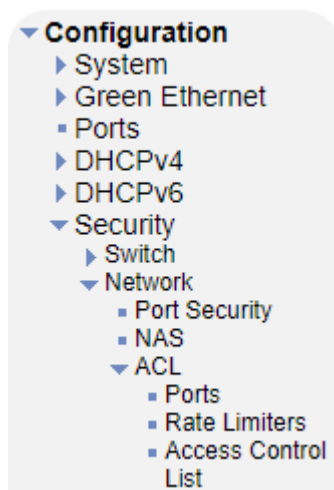 Configuration
System
Green Ethernet
Ports
DHCPv4
DHCPv6
Security
Switch
Network
Port Security
NAS
ACL
Ports
Rate Limiters
Access Control
List